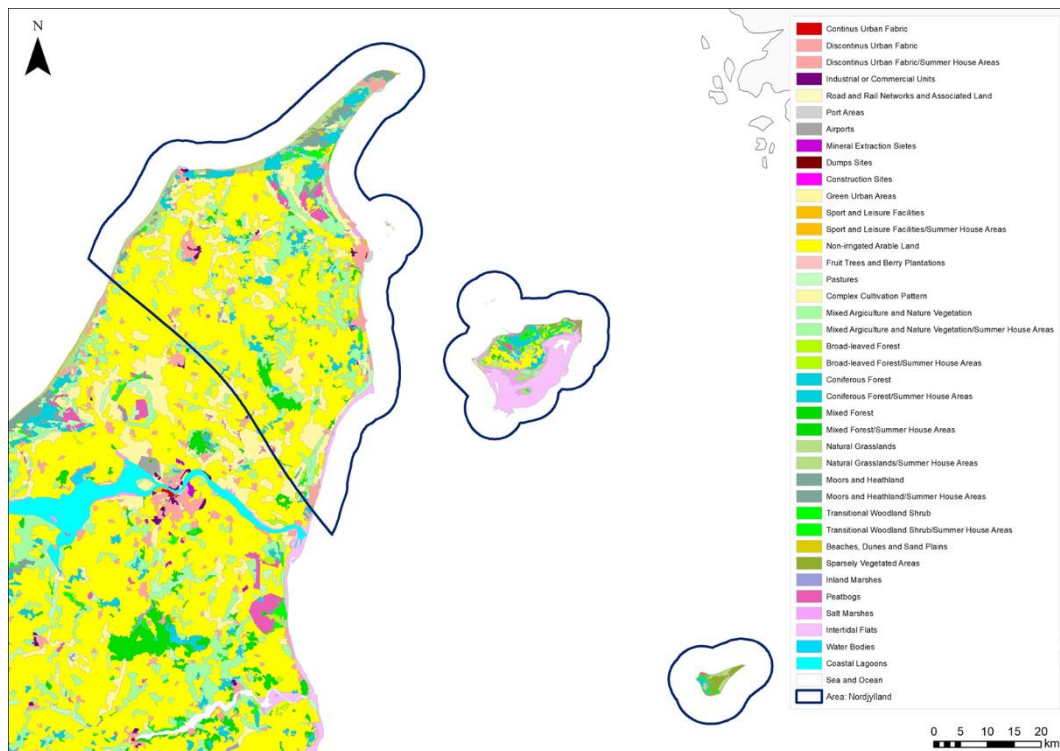 N
Continus Urban Fabric
Discontinus Urban Fabric
Discontinus Urban Fabric/Summer House Areas
Industrial or Commercial Units
Road and Rail Networks and Associated Land
Port Areas
Airports
Mineral Extraction Sietes
Dumps Sites
Construction Sites
Green Urban Areas
Sport and Leisure Facilities
Sport and Leisure Facilities/Summer House Areas
Non-irrigated Arable Land
Fruit Trees and Berry Plantations
Pastures
Complex Cultivation Pattern
Mixed Argiculture and Nature Vegetation
Mixed Argiculture and Nature Vegetation/Summer House Areas
Broad-leaved Forest
Broad-leaved Forest/Summer House Areas
Coniferous Forest
Coniferous Forest/Summer House Areas
Mixed Forest
Mixed Forest/Summer House Areas
Natural Grasslands
Natural Grasslands/Summer House Areas
Moors and Heathland
Moors and Heathland/Summer House Areas
Transitional Woodland Shrub
Transitional Woodland Shrub/Summer House Areas
Beaches, Dunes and Sand Plains
Sparsely Vegetated Areas
Inland Marshes
Peatbogs
Salt Marshes
Intertidal Flats
Water Bodies
Coastal Lagoons
Sea and Ocean
Area: Nordjylland
0 5 10 15 20
km